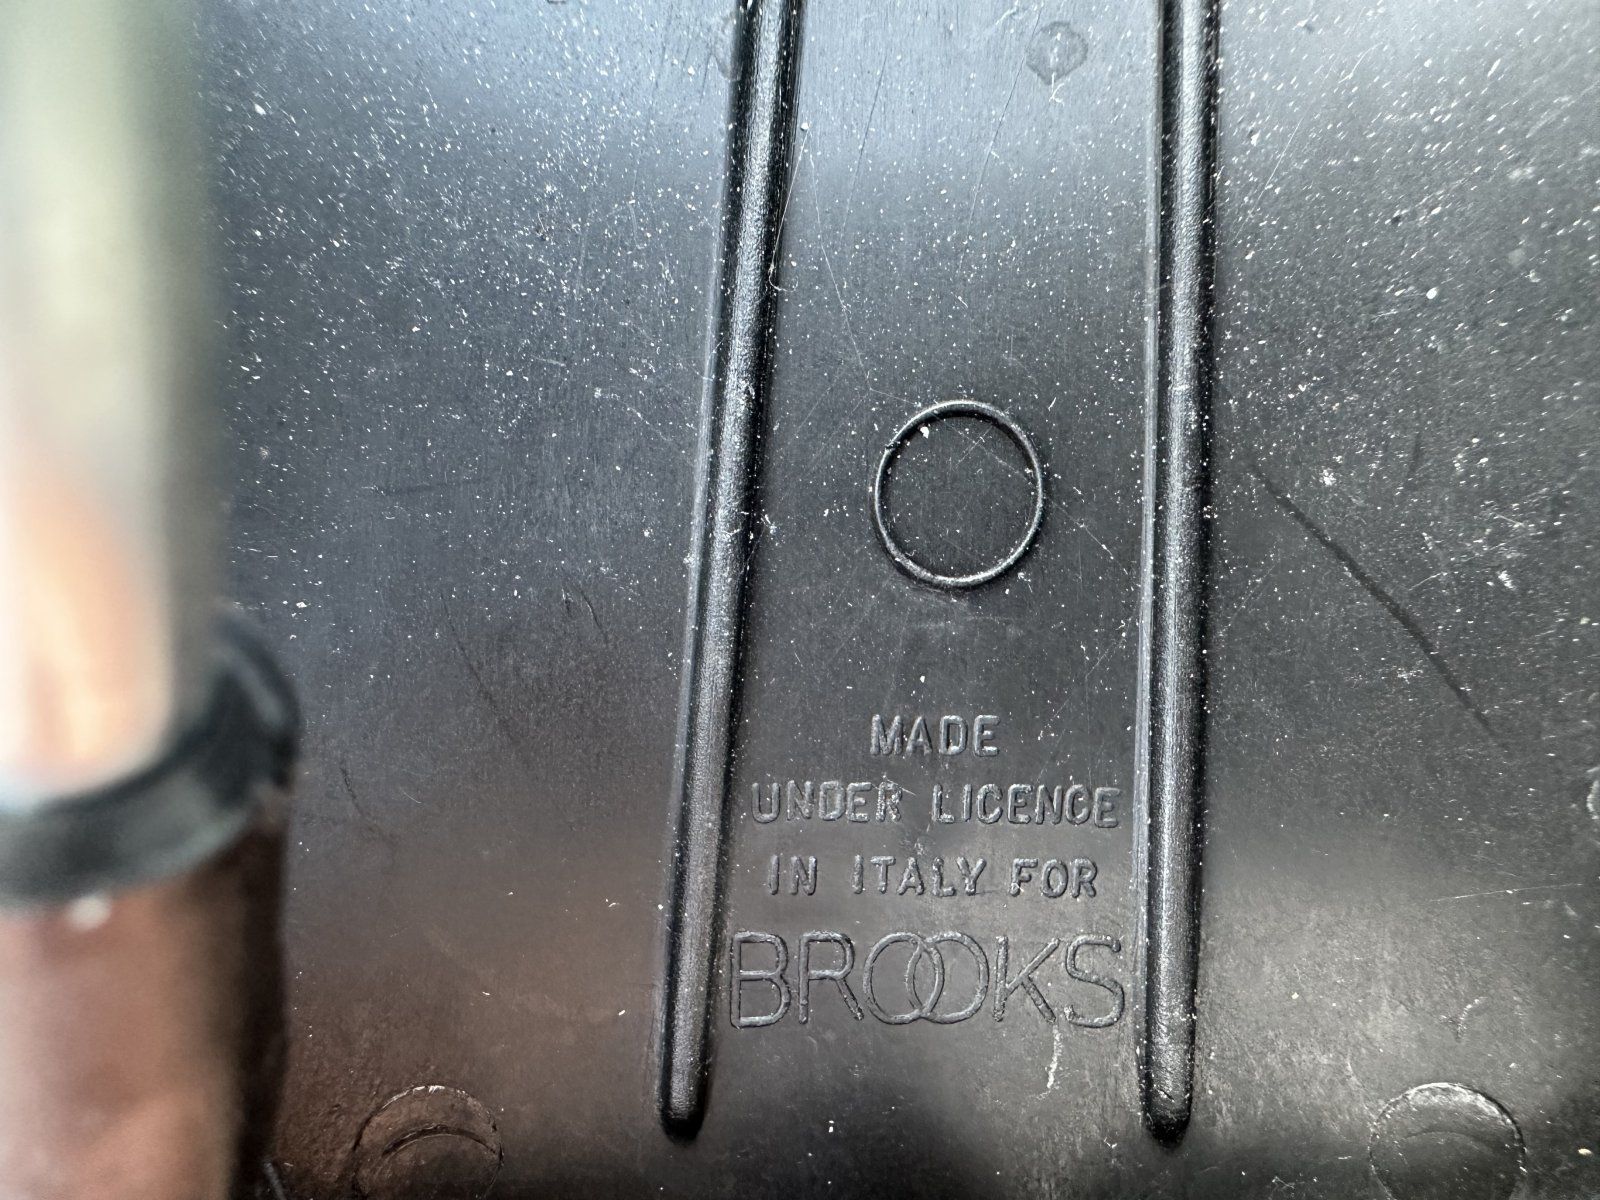 MADE
UNDER LICENCE
IN ITALY FOR
BROOKS